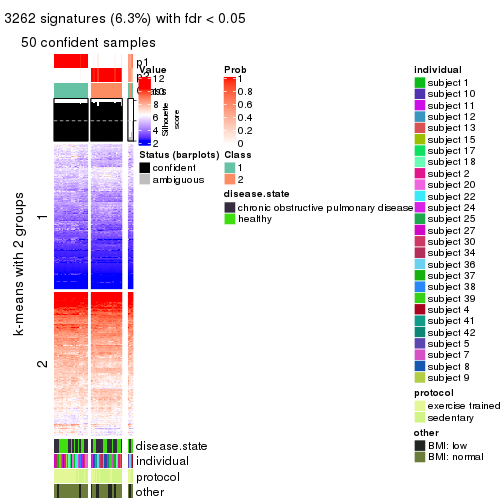 3262 signatures (6.3%) with fdr < 0.05
50 confident samples
p1
p2
Class
Silhouette
score
k-means with 2 groups
1
2
disease.state
individual
protocol
other
Value
12
10
8
6
4
2
Status (barplots)
confident
ambiguous
Prob
1
0.8
0.6
0.4
0.2
0
Class
1
2
disease.state
chronic obstructive pulmonary disease
healthy
individual
subject 1
subject 10
subject 11
subject 12
subject 13
subject 15
subject 17
subject 18
subject 2
subject 20
subject 22
subject 24
subject 25
subject 27
subject 30
subject 34
subject 36
subject 37
subject 38
subject 39
subject 4
subject 41
subject 42
subject 5
subject 7
subject 8
subject 9
protocol
exercise trained
sedentary
other
BMI: low
BMI: normal